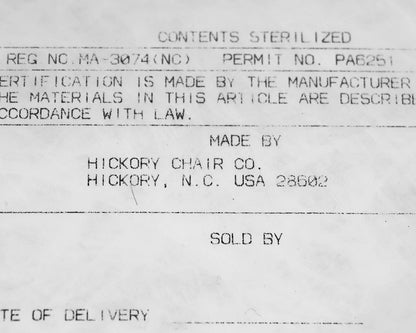 CONTENTS STERILIZED
REG NO. MA-3074(NC) PERMIT NO. PA6251
ERTIFICATION IS MADE BY THE MANUFACTURER
HE MATERIALS IN THIS ARTICLE ARE DESCRIBE
CCORDANCE WITH LAW.
MADE BY
HICKORY CHAIR CO.
HICKORY, N.C. USA 28602
SOLD BY
TE OF DELIVERY